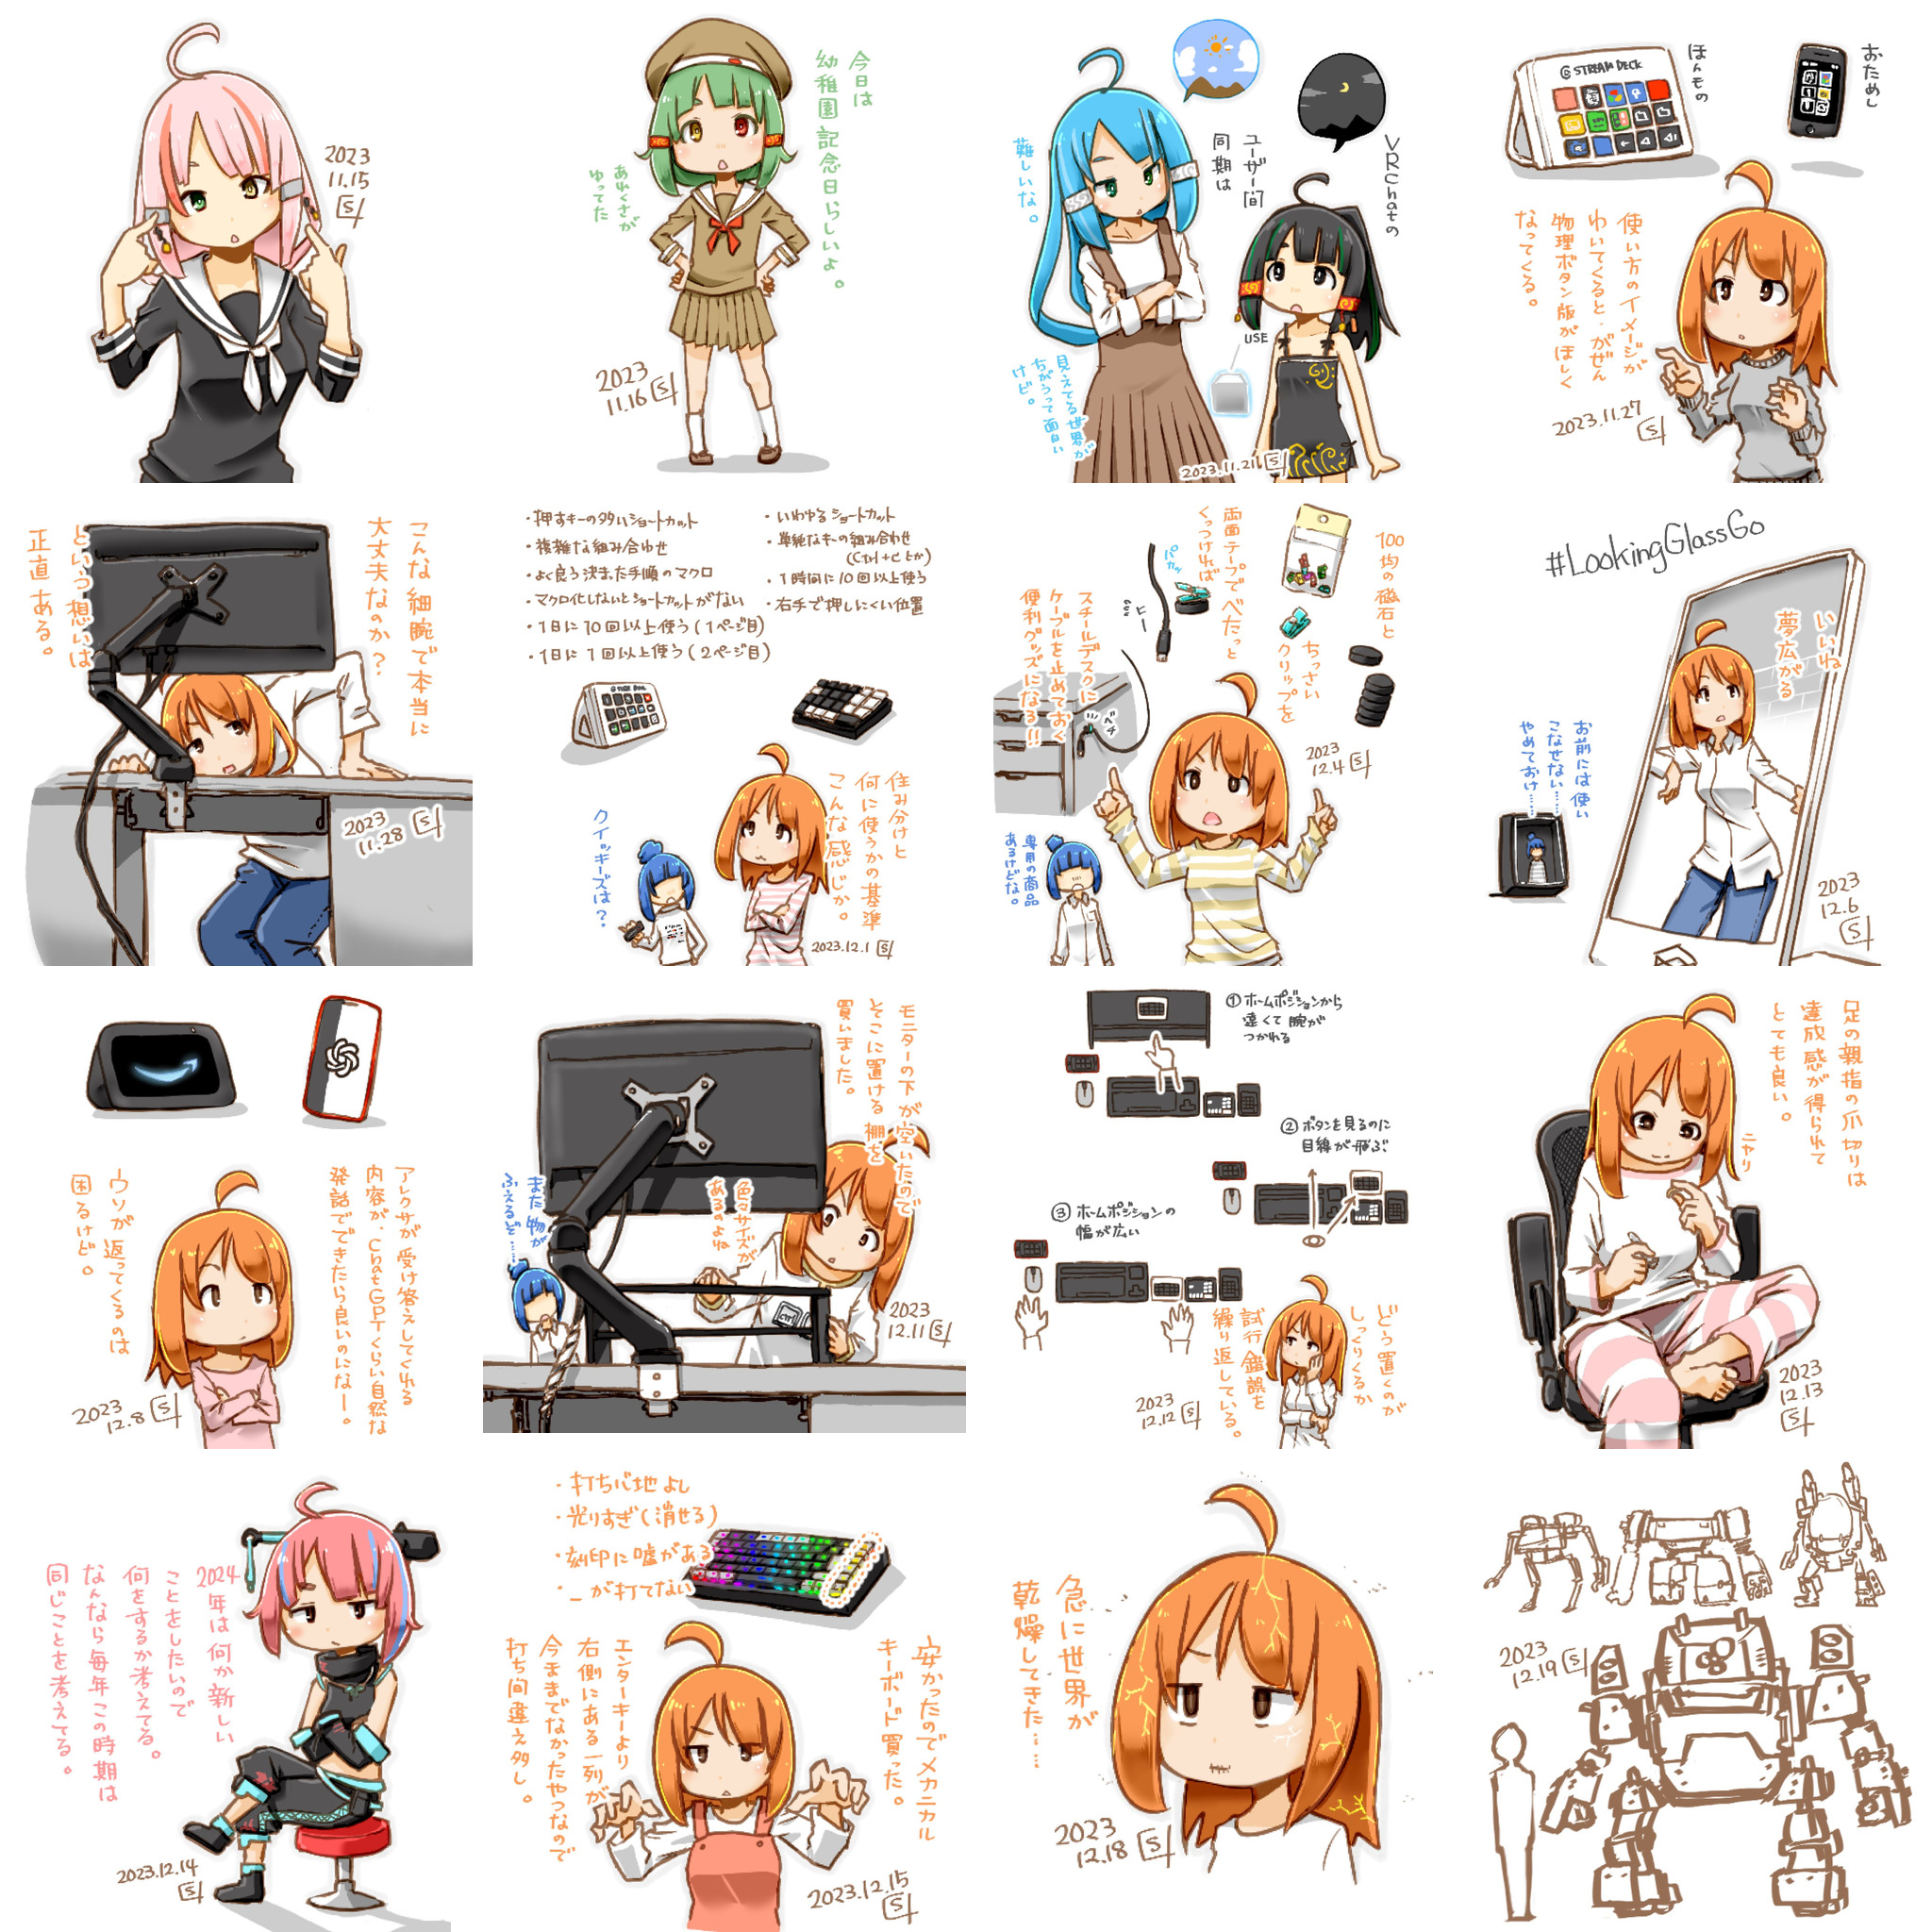 2023
11.15
S
今日は
幼稚園記念日らしいよ。
あれくさが
ゆってた
2023
11.16 S
VRChatの
ユーザー間
同期は
難しいな。
USE
見えてる世界が
ちがうって面白い
けど。
2023.11.21 S
おためし
ほんもの
STREAM DECK
使い方のイメージが
わいてくると、がぜん
物理ボタン版がほしく
なってくる。
2023.11.27
S
こんな細腕で本当に
大丈夫なのか？
といつ想いは
正直ある。
2023
11.28 S
・押すキーの多いショートカット
・複雑な組み合わせ
・よく良う決まった手順のマクロ
・マクロ化しないとショートカットがない
・1日に10回以上使う(1ページ目)
・1日に1回以上使う(2ページ目)
・いわゆるショートカット
・単純なキーの組み合わせ
(Ctrl+Cとか)
・1時間に10回以上使う
・右手で押しにくい位置
住み分けと
何に使うかの基準
こんな感じか。
クイッキーズは？
2023.12.1 S
100均の磁石と
ちっさい
クリップを
両面テープでべたっと
くっつければ
パカッ
スチールデスクに
ケーブルを止めておく
便利グッズになる!!
ベチ
専用の商品
あるけどな。
2023
12.4 S
#LookingGlassGo
いいね
夢広がる
お前には使い
こなせない……
やめておけ……
2023
12.6
S
アレクサが受け答えしてくれる
内容が、ChatGPTくらい自然な
発話でできたら良いのになー。
ウソが返ってくるのは
困るけど。
2023
12.8 S
モニターの下が空いたので
そこに置ける棚を
買いました。
色々サイズが
あるのよね
また物が
ふえるぞ……
Ctrl
2023
12.11 S
①ホームポジションから
遠くて腕が
つかれる
②ボタンを見るのに
目線が飛ぶ
③ホームポジションの
幅が広い
どう置くのが
しっくりくるか
試行錯誤を
繰り返している。
2023
12.12 S
足の親指の爪切りは
達成感が得られて
とても良い。
ニヤリ
2023
12.13
S
2024年は何か新しい
ことをしたいので
何をするか考えてる。
なんなら毎年この時期は
同じことを考えてる。
2023.12.14
S
・打ち心地よし
・光りすぎ(消せる)
・刻印に嘘がある
・_が打てない
安かったのでメカニカル
キーボード買った。
エンターキーより
右側にある一列が
今までなかったやつなので
打ち間違え多し。
2023.12.15
S
急に世界が
乾燥してきた……
2023
12.18 S
2023
12.19 S